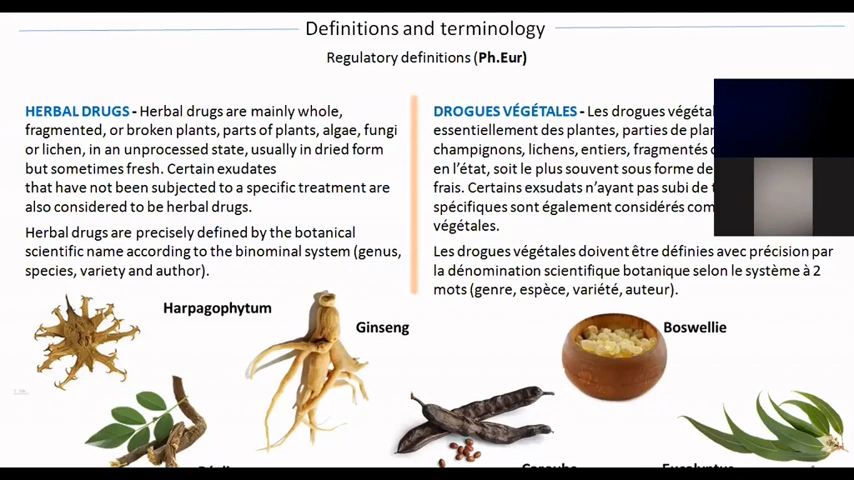 Definitions and terminology
Regulatory definitions (Ph.Eur)
HERBAL DRUGS - Herbal drugs are mainly whole,
fragmented, or broken plants, parts of plants, algae, fungi
or lichen, in an unprocessed state, usually in dried form
but sometimes fresh. Certain exudates
that have not been subjected to a specific treatment are
also considered to be herbal drugs.
Herbal drugs are precisely defined by the botanical
scientific name according to the binominal system (genus,
species, variety and author).
DROGUES VÉGÉTALES - Les drogues
essentiellement des plantes, parties de
champignons, lichens, entiers, fragmentés
en l'état, soit le plus souvent sous forme de
frais. Certains exsudats n'ayant pas subi de
spécifiques sont également considérés
végétales.
Les drogues végétales doivent être définies avec précision par
la dénomination scientifique botanique selon le système à 2
mots (genre, espèce, variété, auteur).
Harpagophytum
Ginseng
Boswellie